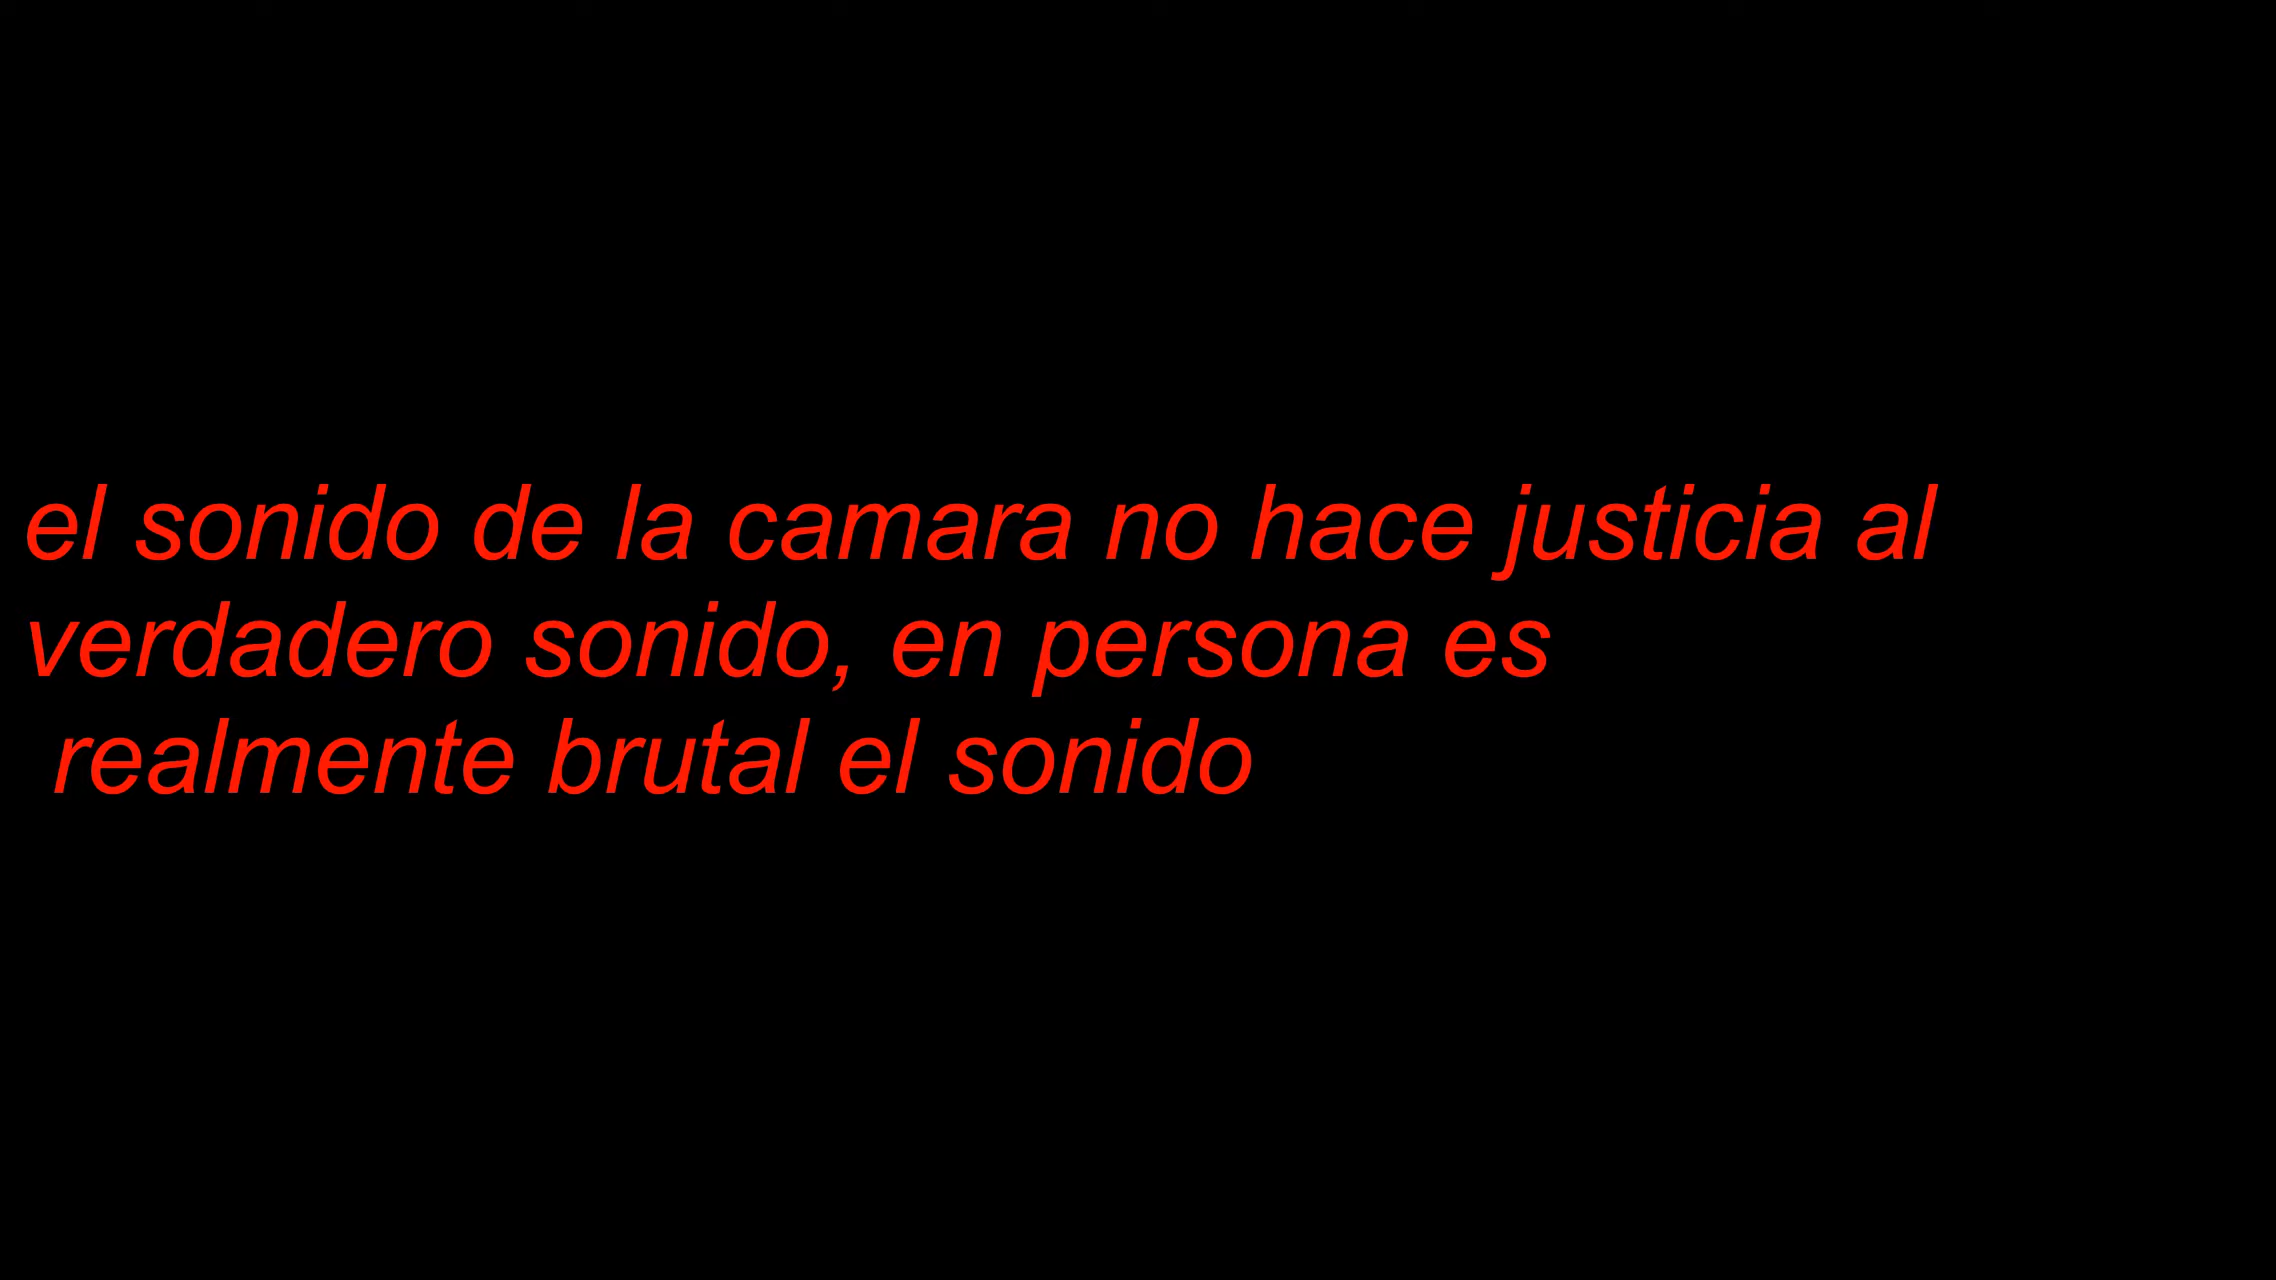 el sonido de la camara no hace justicia al
verdadero sonido, en persona es
realmente brutal el sonido